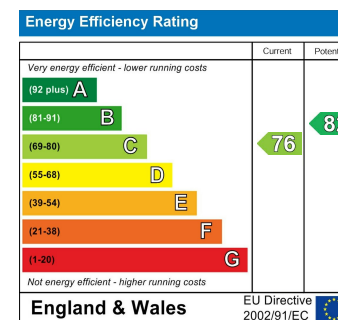 Energy Efficiency Rating
Current
Very energy efficient - lower running costs
(92 plus) A
(81-91) B
(69-80) C
76
(55-68) D
(39-54) E
(21-38) F
(1-20) G
Not energy efficient - higher running costs
England & Wales
EU Directive
2002/91/EC